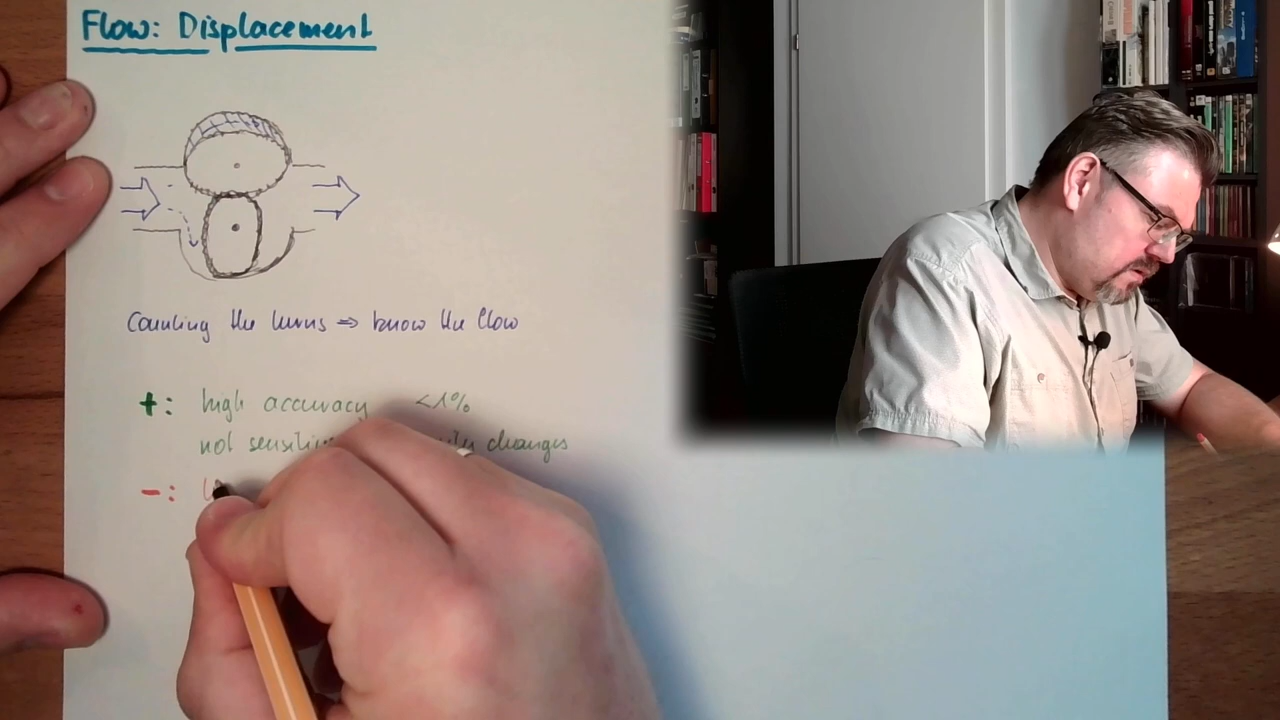 Flow: Displacement
Counting the turns ⇒ know the flow
+: high accuracy <1%
not sensitive changes
-: